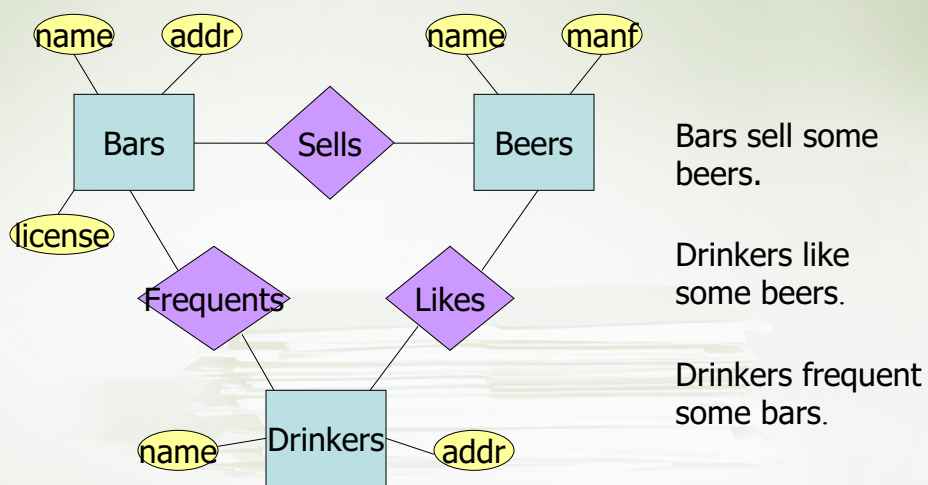 name
addr
name
manf
Bars
Sells
Beers
Bars sell some
beers.
license
Drinkers like
some beers.
Frequents
Likes
Drinkers frequent
some bars.
name
Drinkers
addr